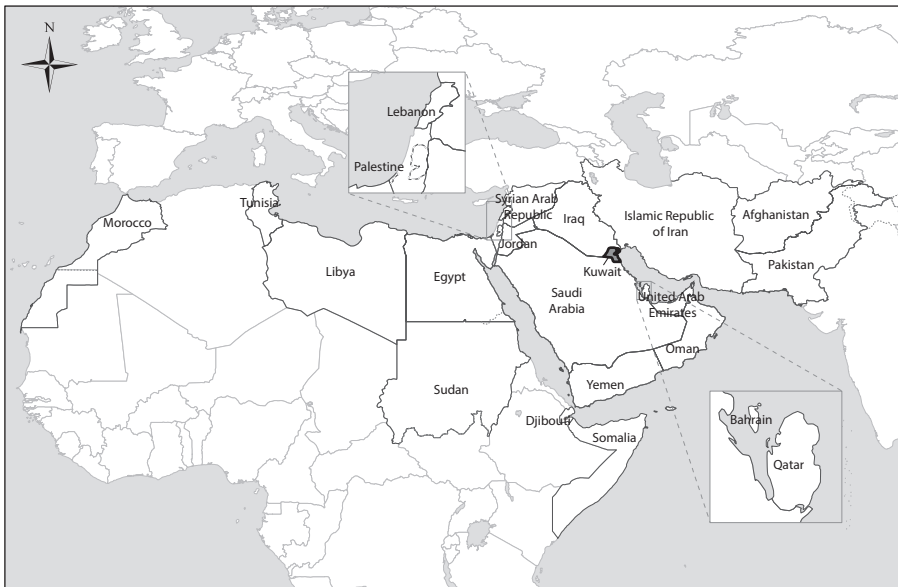 N
Lebanon
Palestine
Tunisia
Morocco
Syrian Arab
Republic
Iraq
Islamic Republic
of Iran
Afghanistan
Jordan
Libya
Egypt
Kuwait
Pakistan
Saudi
Arabia
United Arab
Emirates
Oman
Sudan
Yemen
Djibouti
Somalia
Bahrain
Qatar